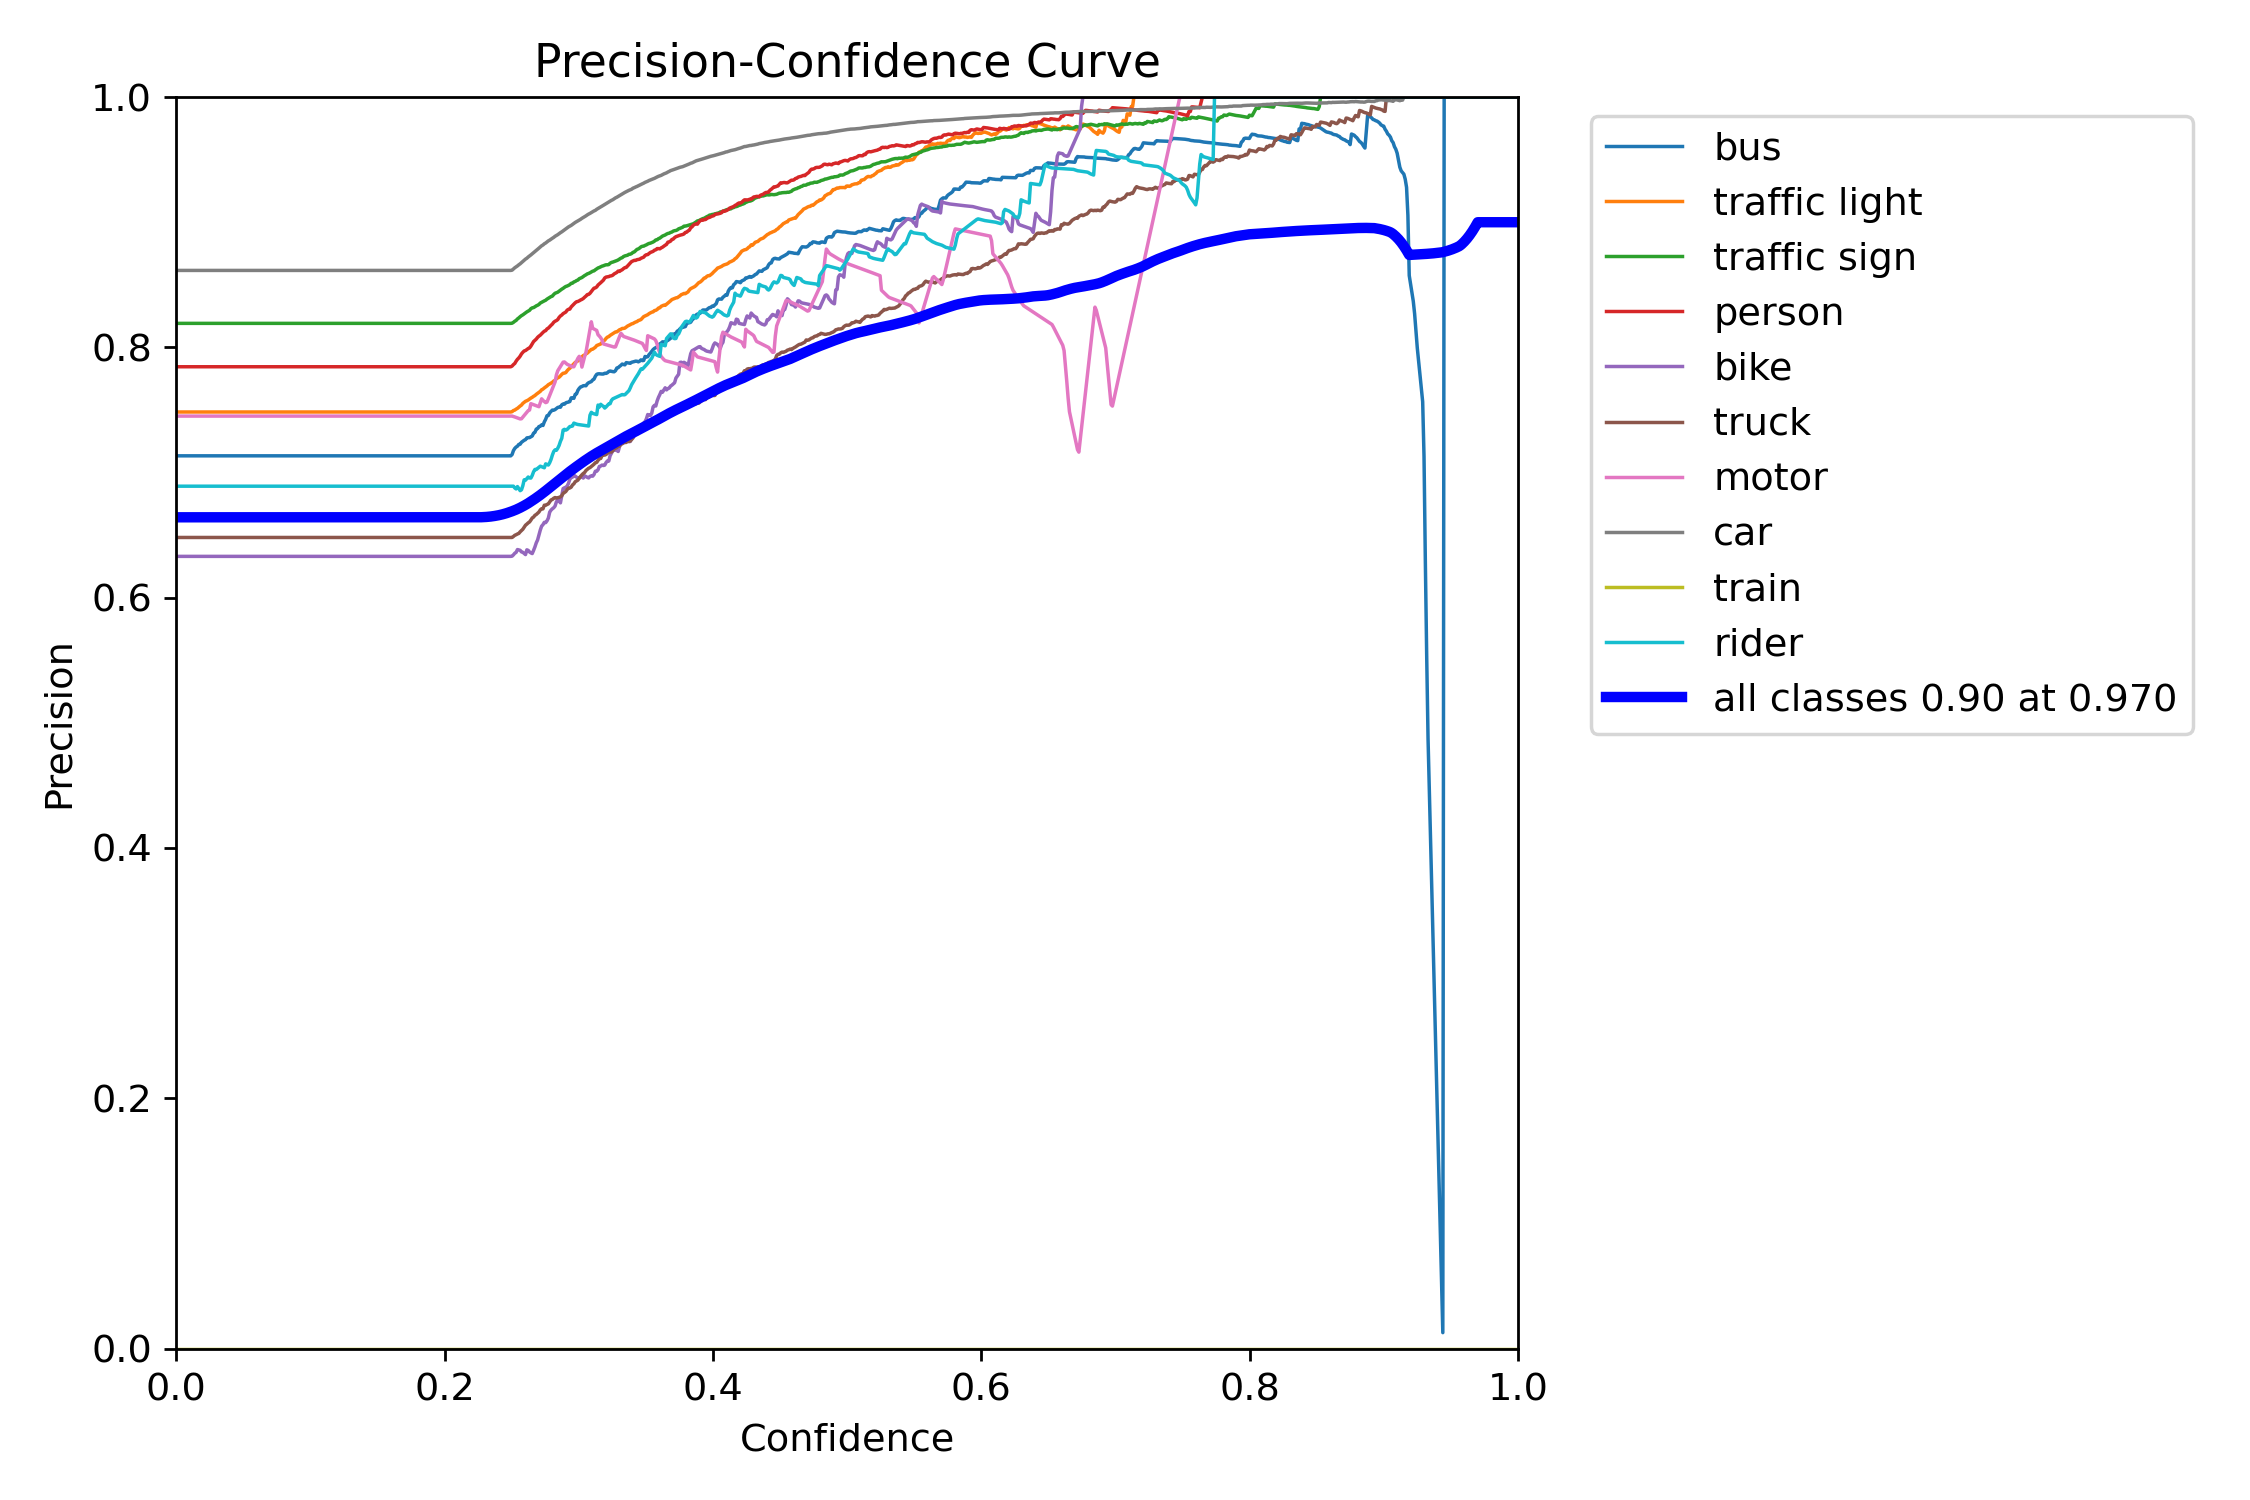 Precision-Confidence Curve
1.0
0.8
0.6
0.4
0.2
0.0
Precision
0.0 0.2 0.4 0.6 0.8 1.0
Confidence
bus
traffic light
traffic sign
person
bike
truck
motor
car
train
rider
all classes 0.90 at 0.970